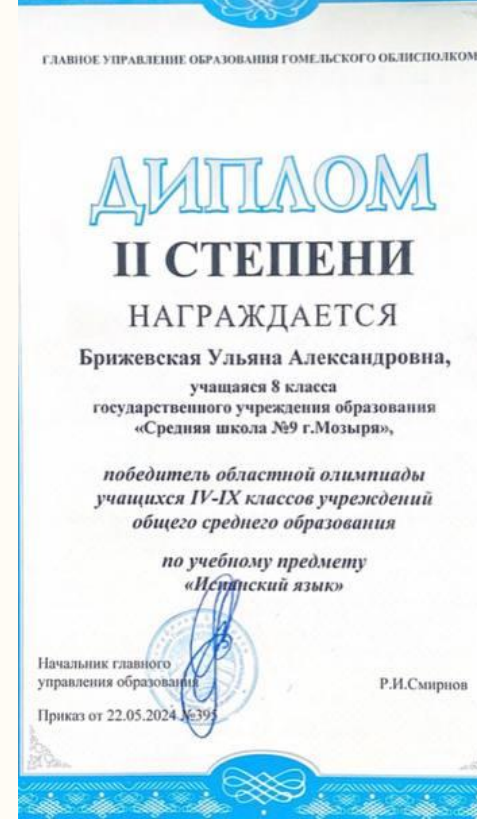 ГЛАВНОЕ УПРАВЛЕНИЕ ОБРАЗОВАНИЯ ГОМЕЛЬСКОГО ОБЛИСПОЛКОМ
ДИПЛОМ
II СТЕПЕНИ
НАГРАЖДАЕТСЯ
Брижевская Ульяна Александровна,
учащаяся 8 класса
государственного учреждения образования
«Средняя школа №9 г.Мозыря»,
победитель областной олимпиады
учащихся IV-IX классов учреждений
общего среднего образования
по учебному предмету
«Испанский язык»
Начальник главного
управления образования
Р.И.Смирнов
Приказ от 22.05.2024 №395